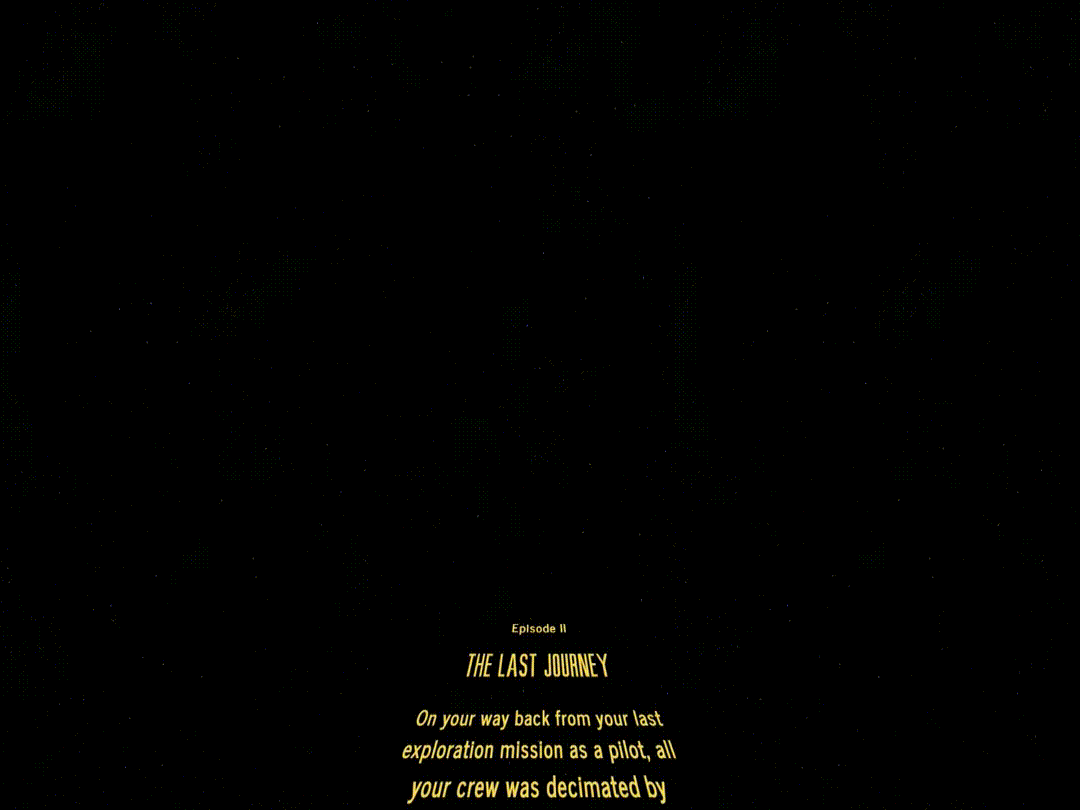 Episode II
THE LAST JOURNEY
On your way back from your last
exploration mission as a pilot, all
your crew was decimated by